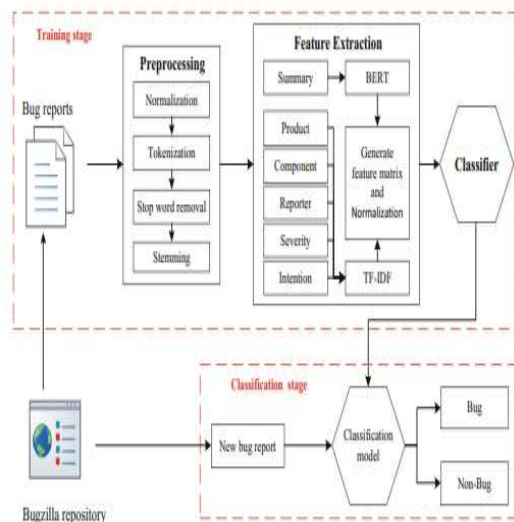 Training stage
Bug reports
Preprocessing
Normalization
Tokenization
Stop word removal
Stemming
Feature Extraction
Summary
BERT
Product
Component
Reporter
Severity
Intention
Generate
feature matrix
and
Normalization
TF-IDF
Classifier
Classification stage
New bug report
Classification
model
Bug
Non-Bug
Bugzilla repository